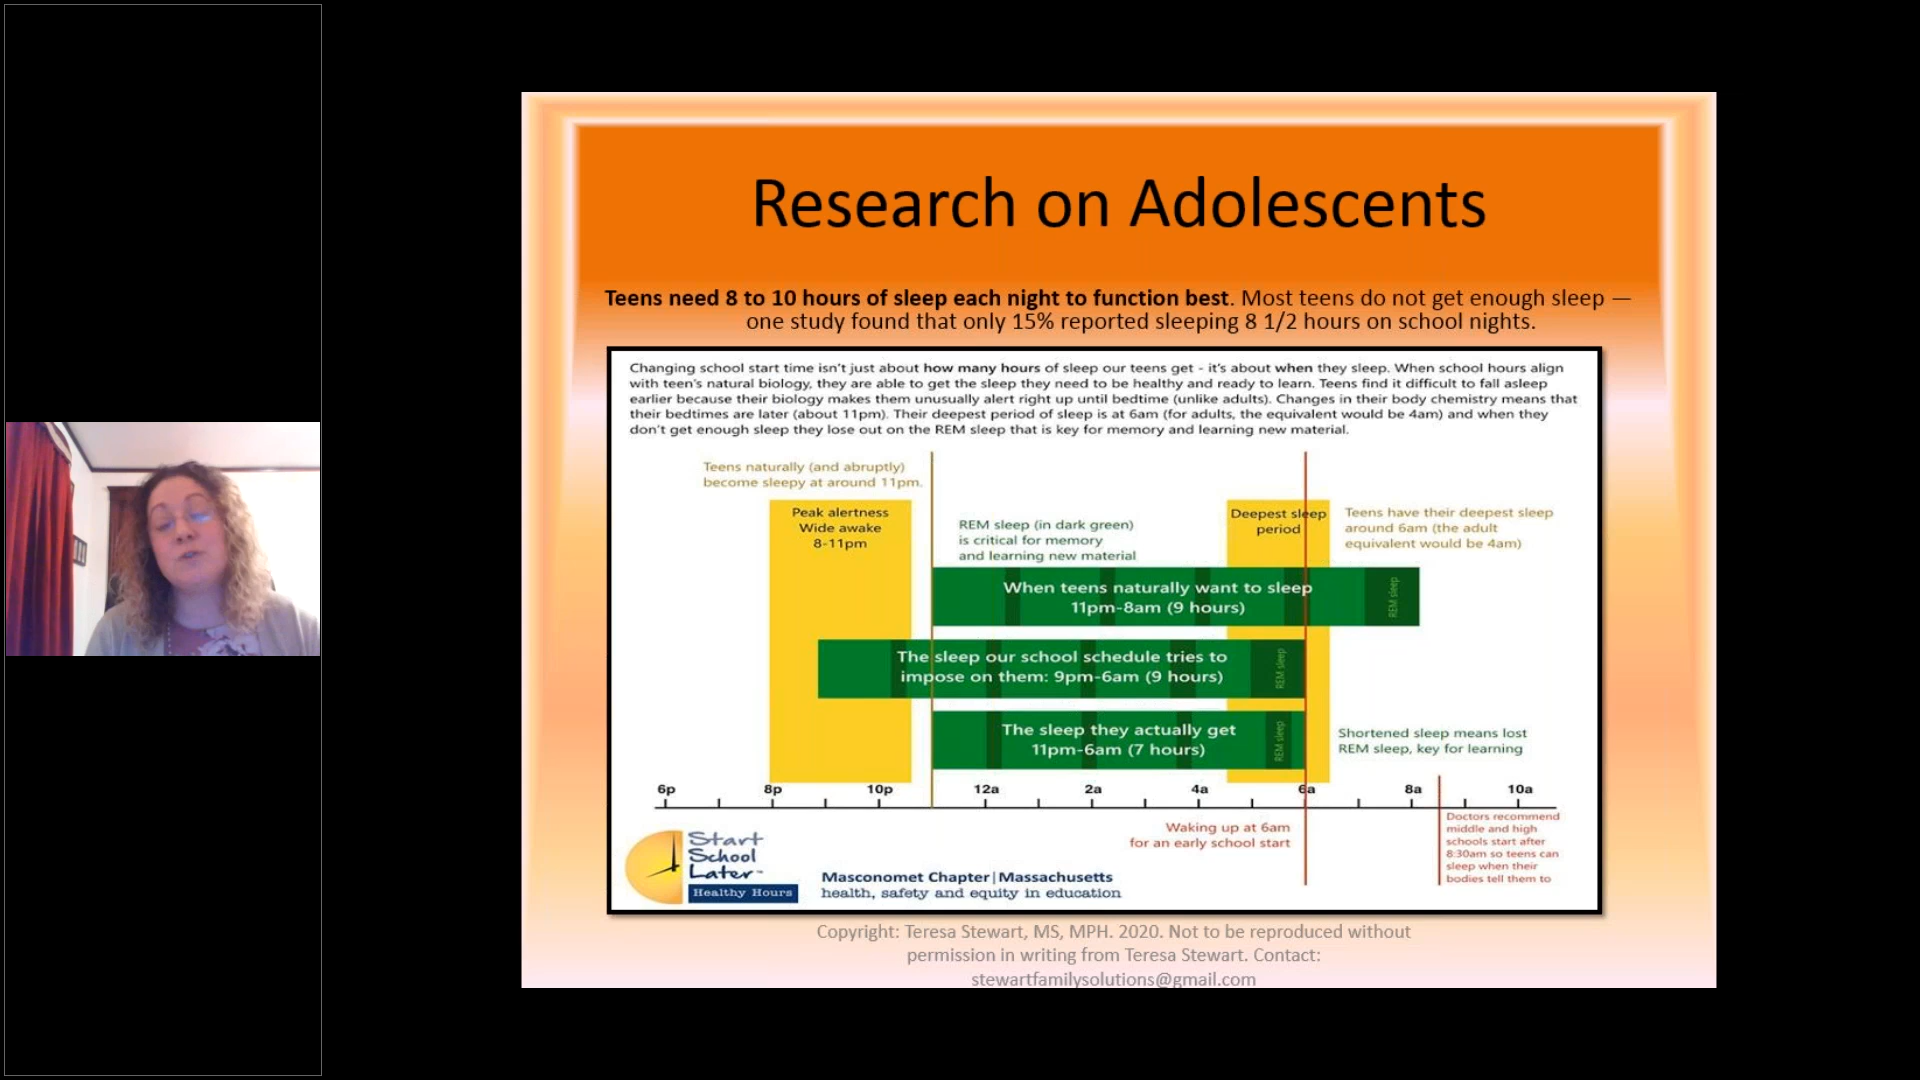 Research on Adolescents
Teens need 8 to 10 hours of sleep each night to function best. Most teens do not get enough sleep —
one study found that only 15% reported sleeping 8 1/2 hours on school nights.
Changing school start time isn't just about how many hours of sleep our teens get - it's about when they sleep. When school hours align
with teen's natural biology, they are able to get the sleep they need to be healthy and ready to learn. Teens find it difficult to fall asleep
earlier because their biology makes them unusually alert right up until bedtime (unlike adults). Changes in their body chemistry means that
their bedtimes are later (about 11pm). Their deepest period of sleep is at 6am (for adults, the equivalent would be 4am) and when they
don't get enough sleep they lose out on the REM sleep that is key for memory and learning new material.
Teens naturally (and abruptly)
become sleepy at around 11pm.
Peak alertness
Wide awake
8-11pm
REM sleep (in dark green)
is critical for memory
and learning new material
Deepest sleep
period
Teens have their deepest sleep
around 6am (the adult
equivalent would be 4am)
When teens naturally want to sleep
11pm-8am (9 hours)
REM sleep
The sleep our school schedule tries to
impose on them: 9pm-6am (9 hours)
REM sleep
The sleep they actually get
11pm-6am (7 hours)
REM sleep
Shortened sleep means lost
REM sleep, key for learning
6p 8p 10p 12a 2a 4a 6a 8a 10a
Waking up at 6am
for an early school start
Doctors recommend
middle and high
schools start after
8:30am so teens can
sleep when their
bodies tell them to
Start
School
Later™
Healthy Hours
Masconomet Chapter|Massachusetts
health, safety and equity in education
Copyright: Teresa Stewart, MS, MPH. 2020. Not to be reproduced without
permission in writing from Teresa Stewart. Contact:
stewartfamilysolutions@gmail.com